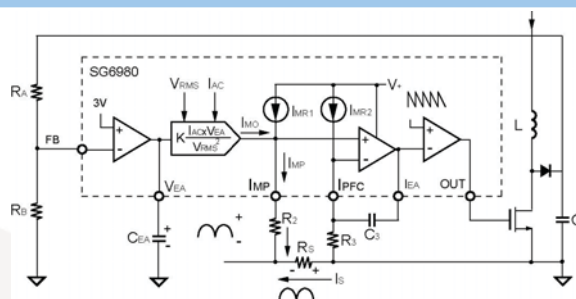 SG6980
RA
VRMS IAC
V+
3V
IMO
IMR1
IMR2
K IACxVEA
VRMS²
L
FB
+
-
IMP
+
-
+
-
RB
VEA
IMP
IPFC
IEA
OUT
CEA
+
-
+
-
R2
R3
C3
C
RS
- +
IS